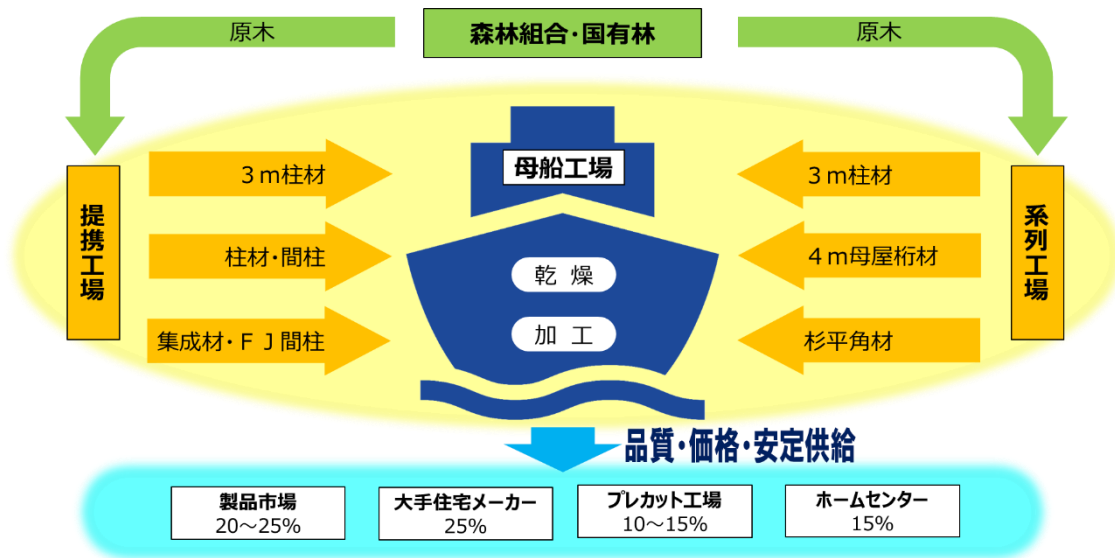 原木
森林組合・国有林
原木
提携工場
３ｍ柱材
柱材・間柱
集成材・ＦＪ間柱
母船工場
乾 燥
加 工
３ｍ柱材
４ｍ母屋桁材
杉平角材
系列工場
品質・価格・安定供給
製品市場
20～25%
大手住宅メーカー
25%
プレカット工場
10～15%
ホームセンター
15%